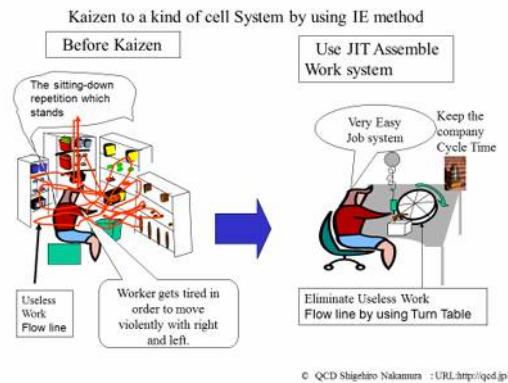 Kaizen to a kind of cell System by using IE method
Before Kaizen
The sitting-down
repetition which
stands
Useless
Work
Flow line
Worker gets tired in
order to move
violently with right
and left.
Use JIT Assemble
Work system
Very Easy
Job system
Keep the
company
Cycle Time
Eliminate Useless Work
Flow line by using Turn Table
© QCD Shigehiro Nakamura : URL:http://qcd.jp/